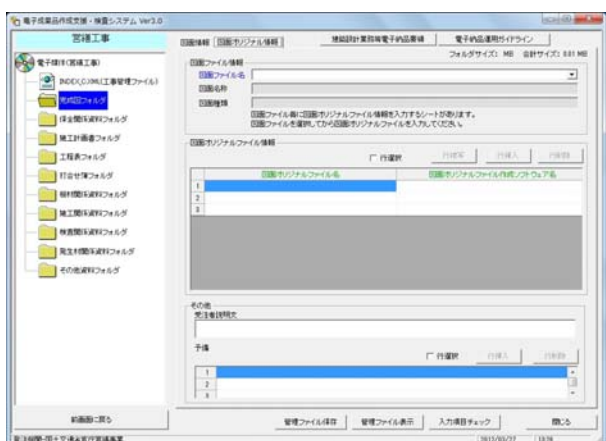 電子成果品作成支援・検査システム Ver3.0
営繕工事
電子媒体(営繕工事)
INDEX_C.XML(工事管理ファイル)
完成図フォルダ
保全関係資料フォルダ
施工計画書フォルダ
工程表フォルダ
打合せ簿フォルダ
機材関係資料フォルダ
施工関係資料フォルダ
検査関係資料フォルダ
発生材関係資料フォルダ
その他資料フォルダ
前画面に戻る
図面情報
図面オリジナル情報
建築設計業務等電子納品要領
電子納品運用ガイドライン
フォルダサイズ: MB 合計サイズ: 0.01 MB
図面ファイル情報
図面ファイル名
図面名称
図面種類
図面ファイル毎に図面オリジナルファイル情報を入力するシートがあります。
図面ファイルを選択してから図面オリジナルファイルを入力してください。
図面オリジナルファイル情報
行選択
行挿入
行削除
図面オリジナルファイル名
図面オリジナルファイル作成ソフトウェア名
1
2
3
その他
受注者説明文
予備
行選択
行挿入
行削除
1
2
3
管理ファイル保存
管理ファイル表示
入力項目チェック
閉じる
2012/03/27